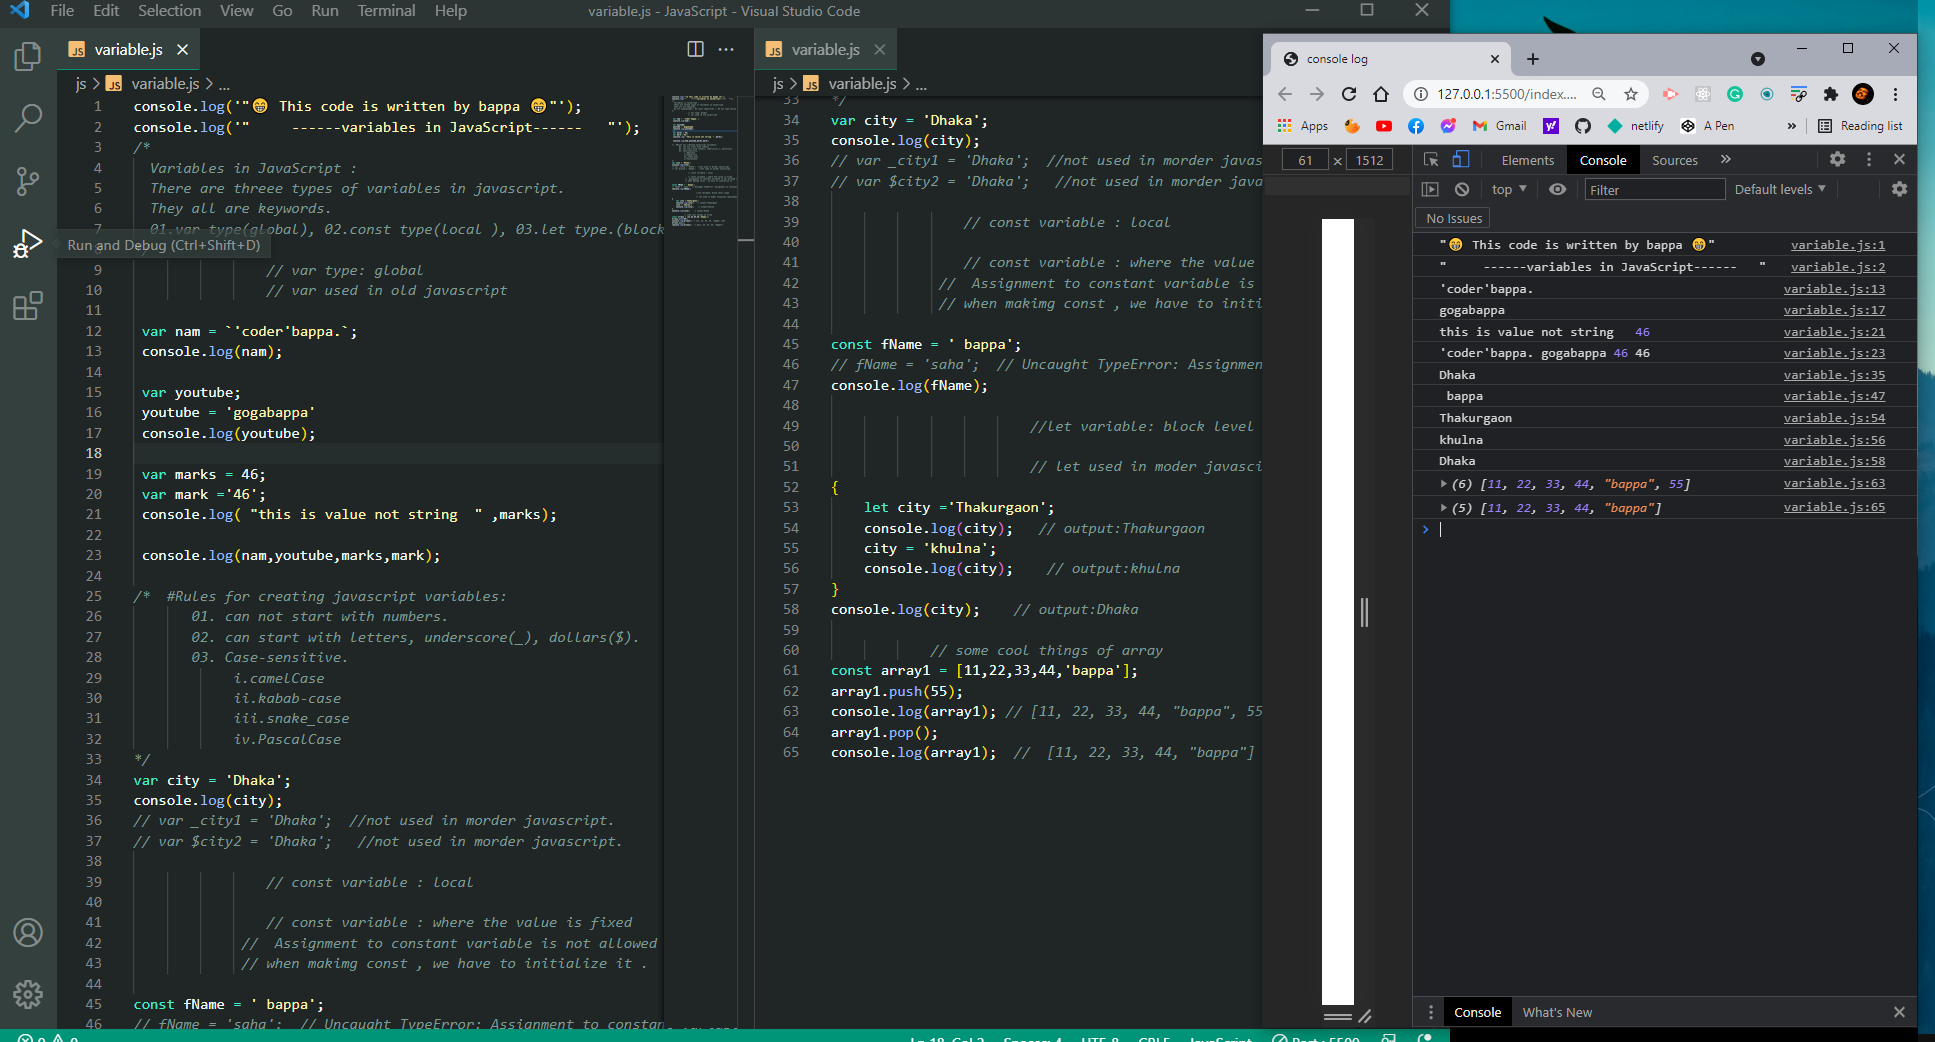 File Edit Selection View Go Run Terminal Help
variable.js - JavaScript - Visual Studio Code
JS variable.js
js > JS variable.js > ...
1 console.log('"😁 This code is written by bappa 😁"');
2 console.log('"     ------variables in JavaScript------   "');
3 /*
4 Variables in JavaScript :
5 There are threee types of variables in javascript.
6 They all are keywords.
7 01.var type(global), 02.const type(local ), 03.let type.(block
Run and Debug (Ctrl+Shift+D)
9 // var type: global
10 // var used in old javascript
11
12 var nam = `'coder'bappa.`;
13 console.log(nam);
14
15 var youtube;
16 youtube = 'gogabappa'
17 console.log(youtube);
18
19 var marks = 46;
20 var mark ='46';
21 console.log( "this is value not string  " ,marks);
22
23 console.log(nam,youtube,marks,mark);
24
25 /*  #Rules for creating javascript variables:
26 01. can not start with numbers.
27 02. can start with letters, underscore(_), dollars($).
28 03. Case-sensitive.
29 i.camelCase
30 ii.kabab-case
31 iii.snake_case
32 iv.PascalCase
33 */
34 var city = 'Dhaka';
35 console.log(city);
36 // var _city1 = 'Dhaka';  //not used in morder javascript.
37 // var $city2 = 'Dhaka';   //not used in morder javascript.
38
39 // const variable : local
40
41 // const variable : where the value is fixed
42 //  Assignment to constant variable is not allowed
43 // when makimg const , we have to initialize it .
44
45 const fName = ' bappa';
46 // fName = 'saha';  // Uncaught TypeError: Assignment to constan
JS variable.js
js > JS variable.js > ...
33 */
34 var city = 'Dhaka';
35 console.log(city);
36 // var _city1 = 'Dhaka';  //not used in morder javas
37 // var $city2 = 'Dhaka';   //not used in morder java
38
39 // const variable : local
40
41 // const variable : where the value
42 //  Assignment to constant variable is
43 // when makimg const , we have to initi
44
45 const fName = ' bappa';
46 // fName = 'saha';  // Uncaught TypeError: Assignmen
47 console.log(fName);
48
49 //let variable: block level
50
51 // let used in moder javasci
52 {
53 let city ='Thakurgaon';
54 console.log(city);   // output:Thakurgaon
55 city = 'khulna';
56 console.log(city);    // output:khulna
57 }
58 console.log(city);    // output:Dhaka
59
60 // some cool things of array
61 const array1 = [11,22,33,44,'bappa'];
62 array1.push(55);
63 console.log(array1); // [11, 22, 33, 44, "bappa", 55
64 array1.pop();
65 console.log(array1);  //  [11, 22, 33, 44, "bappa"]
console log
127.0.0.1:5500/index....
Apps Gmail netlify A Pen » Reading list
61 × 1512
Elements Console Sources »
top Filter Default levels
No Issues
"😁 This code is written by bappa 😁" variable.js:1
"     ------variables in JavaScript------   " variable.js:2
'coder'bappa. variable.js:13
gogabappa variable.js:17
this is value not string   46 variable.js:21
'coder'bappa. gogabappa 46 46 variable.js:23
Dhaka variable.js:35
bappa variable.js:47
Thakurgaon variable.js:54
khulna variable.js:56
Dhaka variable.js:58
(6) [11, 22, 33, 44, "bappa", 55] variable.js:63
(5) [11, 22, 33, 44, "bappa"] variable.js:65
Console What's New
0 0 Ln 18, Col 2 Spaces: 4 UTF-8 CRLF JavaScript Port : 5500